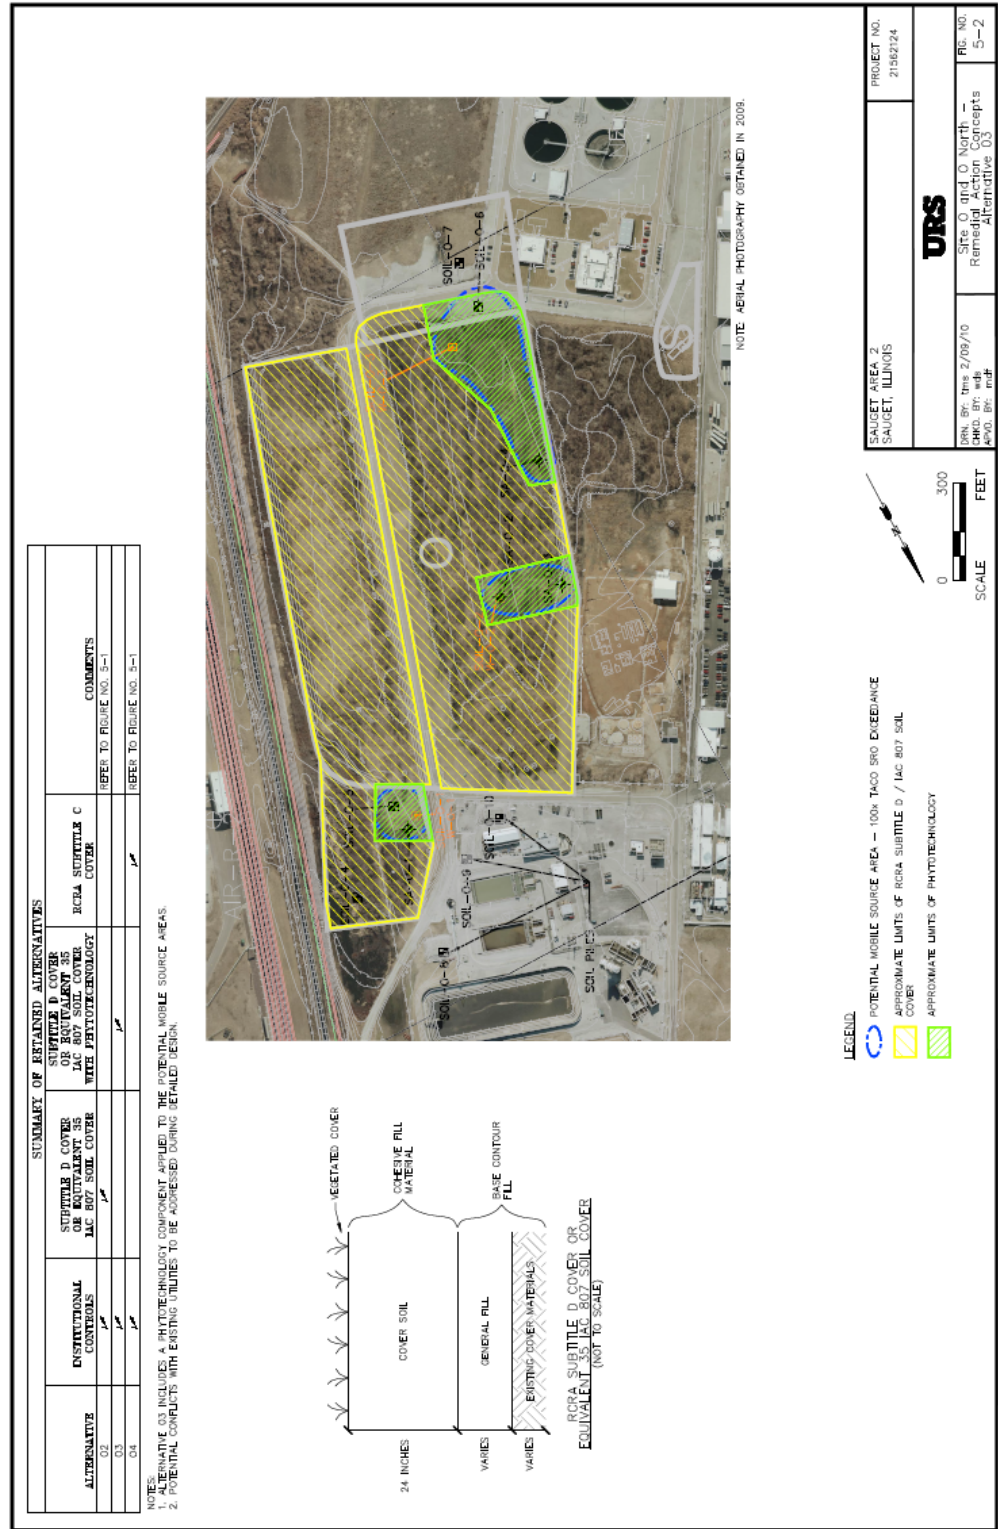 SUMMARY OF RETAINED ALTERNATIVES
ALTERNATIVE
INSTITUTIONAL
CONTROLS
SUBTITLE D COVER
OR EQUIVALENT 35
IAC 807 SOIL COVER
SUBTITLE D COVER
OR EQUIVALENT 35
IAC 807 SOIL COVER
WITH PHYTOTECHNOLOGY
RCRA SUBTITLE C
COVER
COMMENTS
02 ✓ ✓ REFER TO FIGURE NO. 5-1
03 ✓ ✓
04 ✓ ✓ REFER TO FIGURE NO. 5-1
NOTES:
1. ALTERNATIVE 03 INCLUDES A PHYTOTECHNOLOGY COMPONENT APPLIED TO THE POTENTIAL MOBILE SOURCE AREAS.
2. POTENTIAL CONFLICTS WITH EXISTING UTILITIES TO BE ADDRESSED DURING DETAILED DESIGN.
SOIL-O-7
SOIL-O-6
SOIL-O-8
SOIL-O-9
SOIL-O-10
SOIL PILES
O
S
NOTE: AERIAL PHOTOGRAPHY OBTAINED IN 2009.
VEGETATED COVER
24 INCHES
COVER SOIL
COHESIVE FILL
MATERIAL
VARIES
GENERAL FILL
BASE CONTOUR
FILL
VARIES
EXISTING COVER MATERIALS
RCRA SUBTITLE D COVER OR
EQUIVALENT 35 IAC 807 SOIL COVER
(NOT TO SCALE)
LEGEND
POTENTIAL MOBILE SOURCE AREA - 100x TACO SRO EXCEEDANCE
APPROXIMATE LIMITS OF RCRA SUBTITLE D / IAC 807 SOIL
COVER
APPROXIMATE LIMITS OF PHYTOTECHNOLOGY
0 300
SCALE FEET
SAUGET AREA 2
SAUGET, ILLINOIS
PROJECT NO.
21562124
URS
DRN. BY: tms 2/09/10
CHKD. BY: wds
APVD. BY: mdf
Site O and O North -
Remedial Action Concepts
Alternative 03
FIG. NO.
5-2